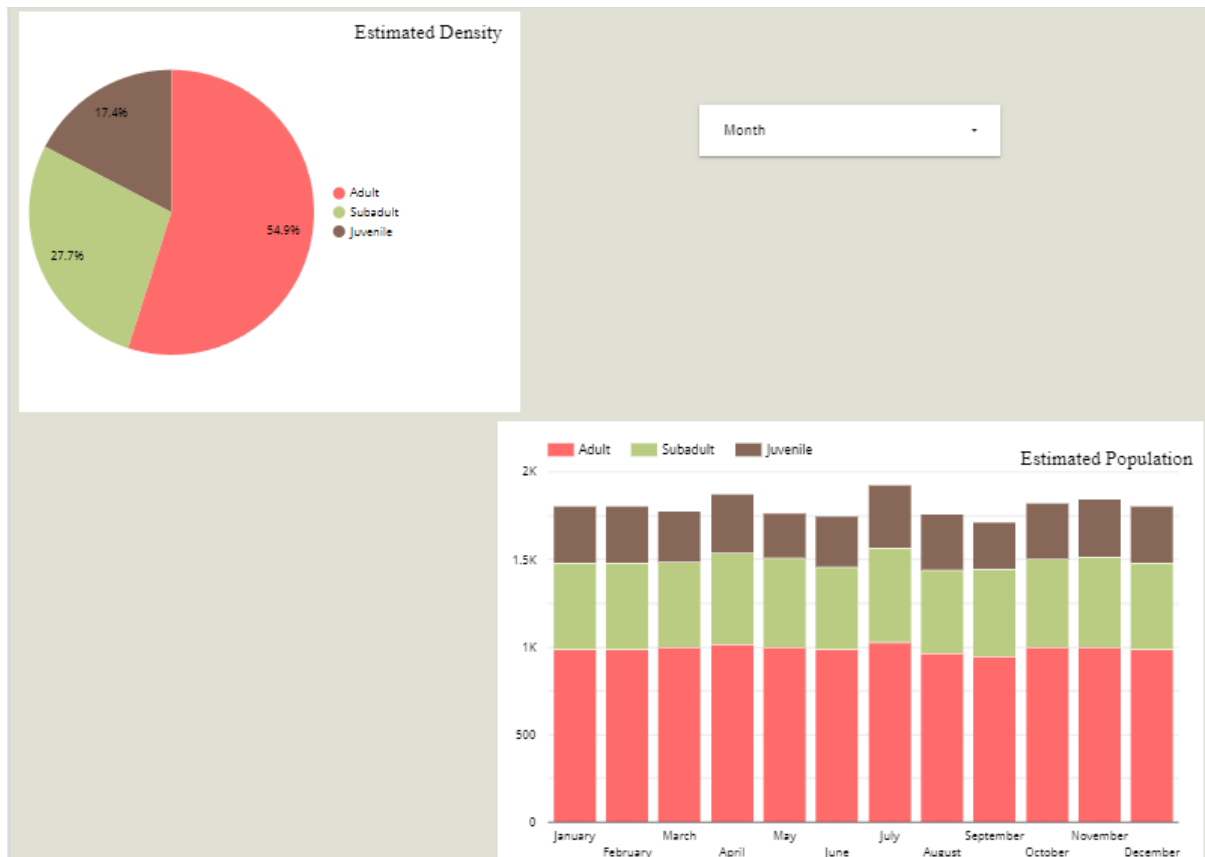 Estimated Density
17.4%
27.7%
54.9%
Adult
Subadult
Juvenile
Month
Adult Subadult Juvenile
Estimated Population
2K
1.5K
1K
500
0
January February March April May June July August September October November December